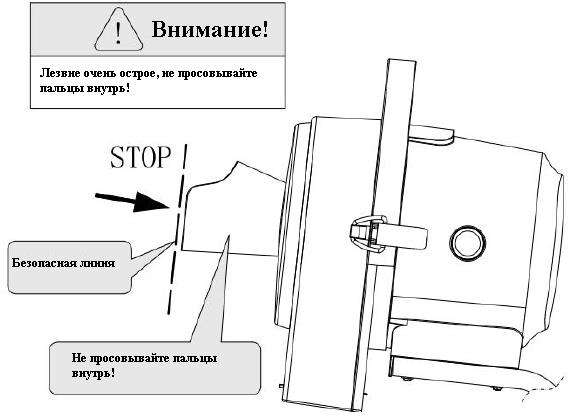 Внимание!
Лезвие очень острое, не просовывайте
пальцы внутрь!
STOP
Безопасная линия
Не просовывайте пальцы
внутрь!